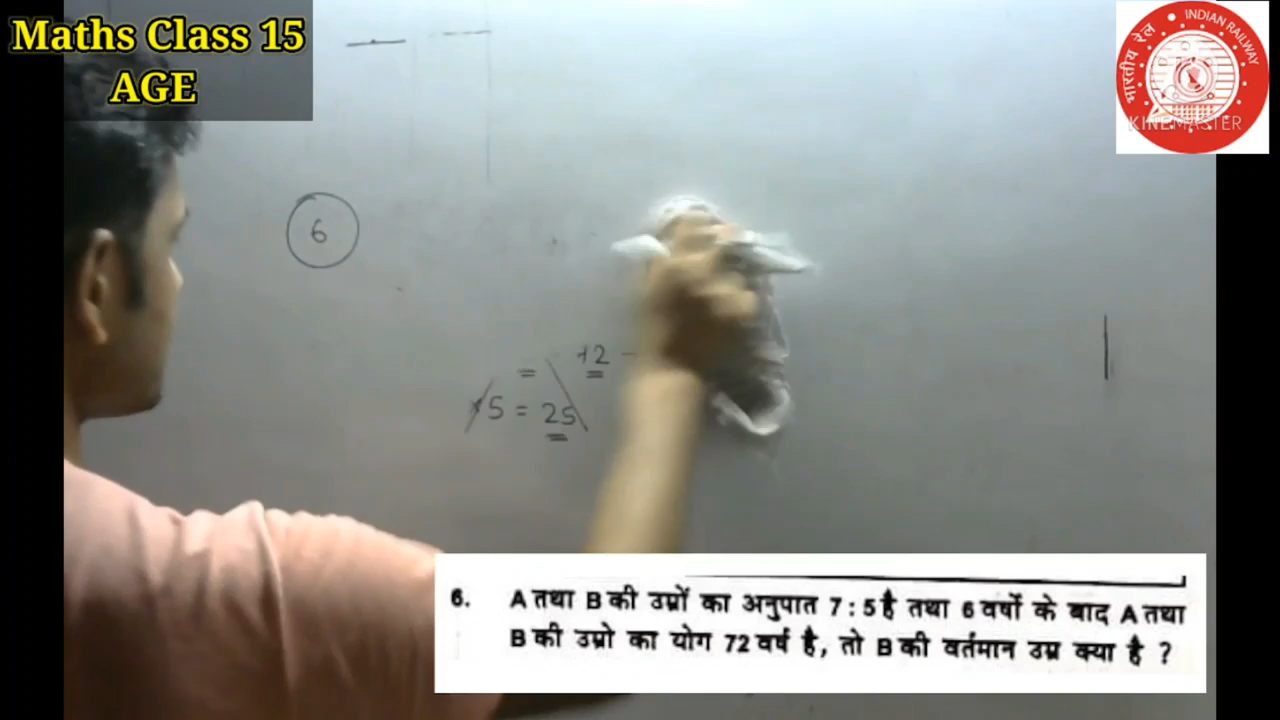 Maths Class 15
AGE
भारतीय रेल
INDIAN RAILWAY
KINEMASTER
6
12 -
=
5 = 25
6. A तथा B की उम्रों का अनुपात 7 : 5 है तथा 6 वर्षों के बाद A तथा
B की उम्रो का योग 72 वर्ष है, तो B की वर्तमान उम्र क्या है ?